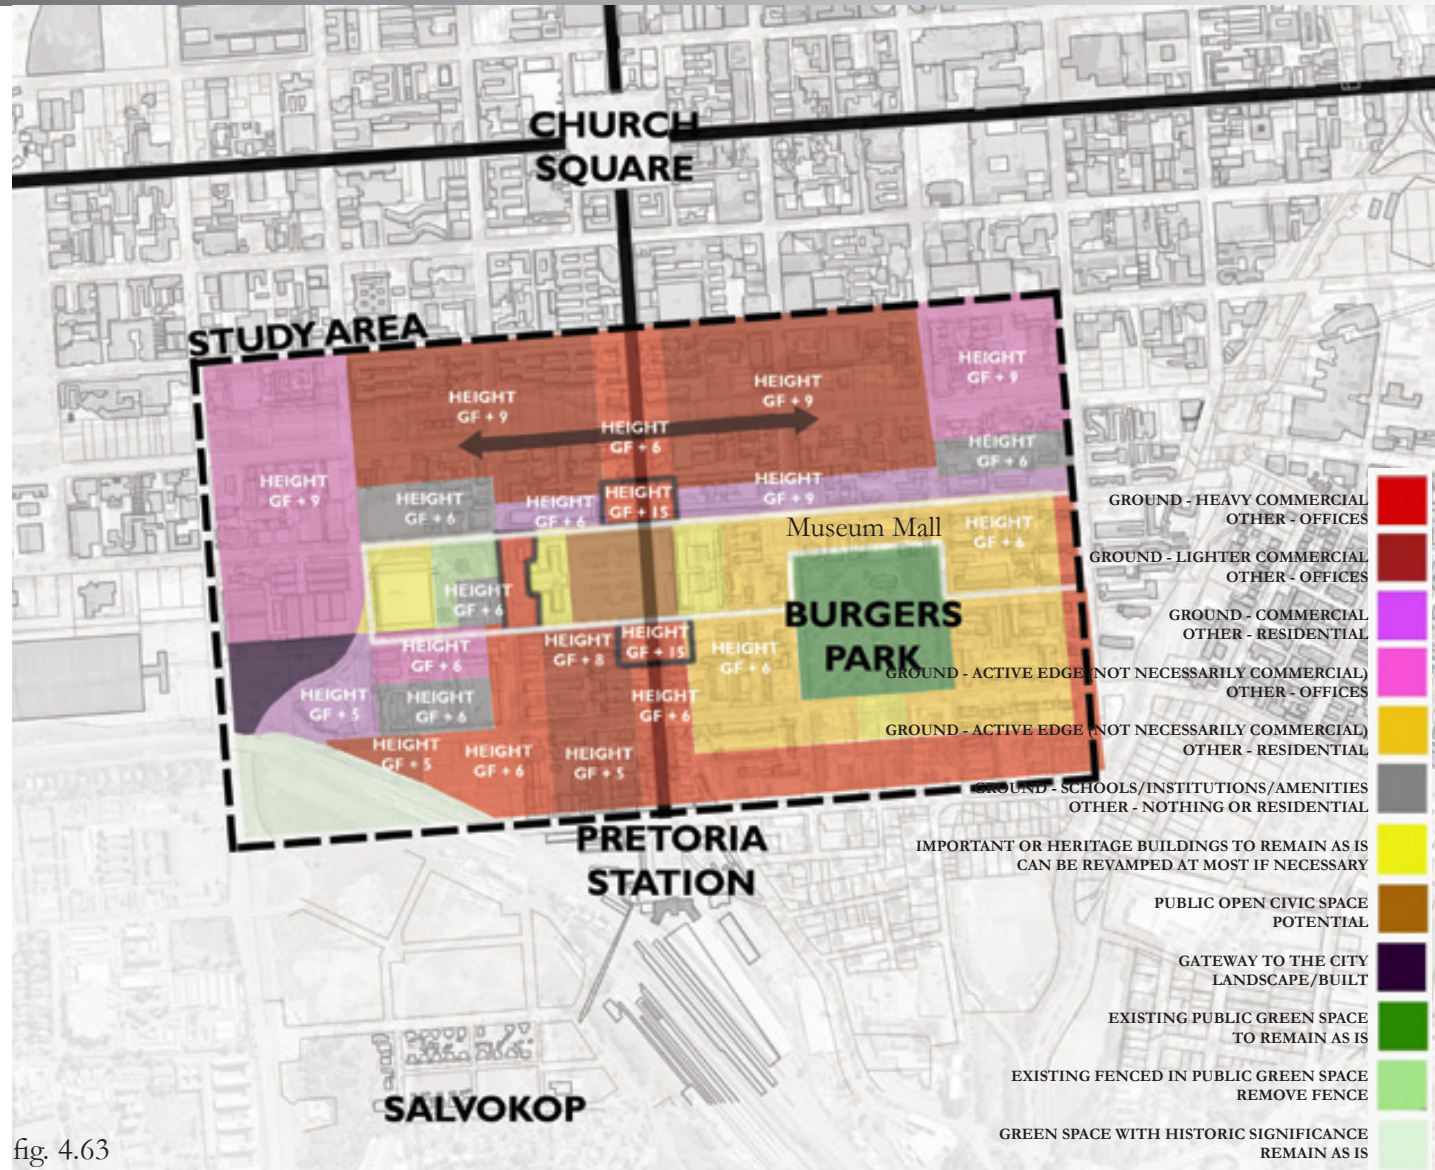 CHURCH
SQUARE
STUDY AREA
HEIGHT
GF + 9
HEIGHT
GF + 9
HEIGHT
GF + 9
HEIGHT
GF + 6
HEIGHT
GF + 6
HEIGHT
GF + 9
HEIGHT
GF + 6
HEIGHT
GF + 6
HEIGHT
GF + 15
HEIGHT
GF + 9
Museum Mall
HEIGHT
GF + 6
HEIGHT
GF + 6
BURGERS
PARK
HEIGHT
GF + 6
HEIGHT
GF + 8
HEIGHT
GF + 15
HEIGHT
GF + 6
HEIGHT
GF + 5
HEIGHT
GF + 6
HEIGHT
GF + 6
HEIGHT
GF + 5
HEIGHT
GF + 6
HEIGHT
GF + 5
PRETORIA
STATION
SALVOKOP
fig. 4.63
GROUND - HEAVY COMMERCIAL
OTHER - OFFICES
GROUND - LIGHTER COMMERCIAL
OTHER - OFFICES
GROUND - COMMERCIAL
OTHER - RESIDENTIAL
GROUND - ACTIVE EDGE (NOT NECESSARILY COMMERCIAL)
OTHER - OFFICES
GROUND - ACTIVE EDGE (NOT NECESSARILY COMMERCIAL)
OTHER - RESIDENTIAL
GROUND - SCHOOLS/INSTITUTIONS/AMENITIES
OTHER - NOTHING OR RESIDENTIAL
IMPORTANT OR HERITAGE BUILDINGS TO REMAIN AS IS
CAN BE REVAMPED AT MOST IF NECESSARY
PUBLIC OPEN CIVIC SPACE
POTENTIAL
GATEWAY TO THE CITY
LANDSCAPE/BUILT
EXISTING PUBLIC GREEN SPACE
TO REMAIN AS IS
EXISTING FENCED IN PUBLIC GREEN SPACE
REMOVE FENCE
GREEN SPACE WITH HISTORIC SIGNIFICANCE
REMAIN AS IS